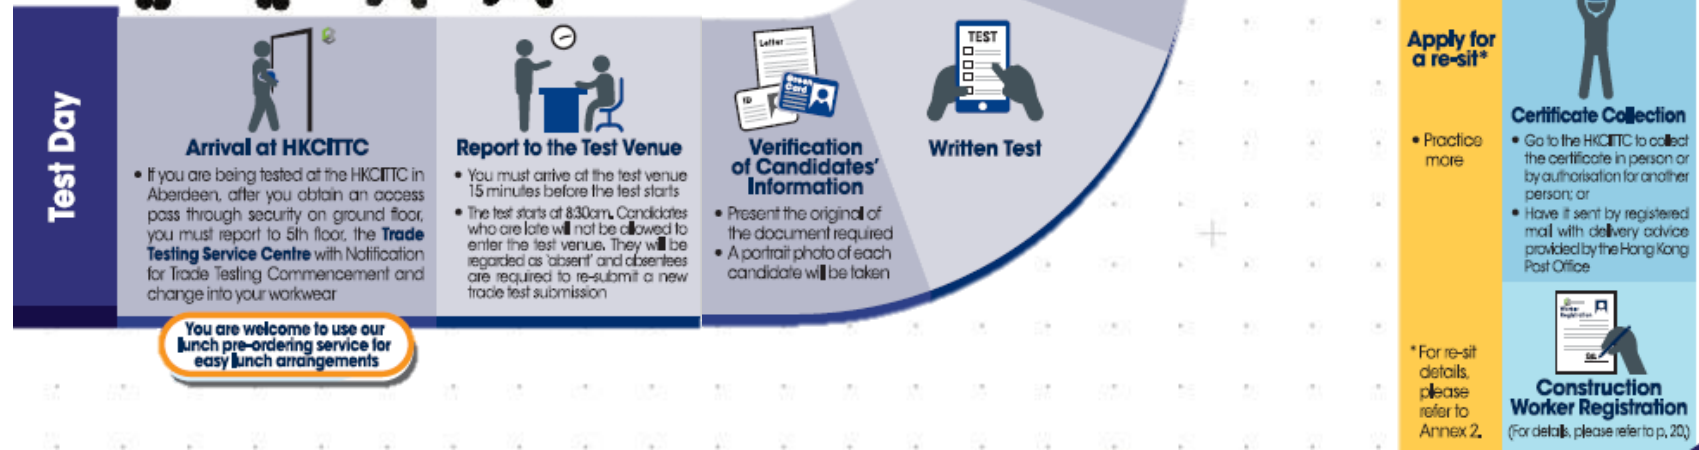 Test Day
Arrival at HKCITTC
• If you are being tested at the HKCITTC in
Aberdeen, after you obtain an access
pass through security on ground floor,
you must report to 5th floor, the Trade
Testing Service Centre with Notification
for Trade Testing Commencement and
change into your workwear
You are welcome to use our
lunch pre-ordering service for
easy lunch arrangements
Report to the Test Venue
• You must arrive at the test venue
15 minutes before the test starts
• The test starts at 8:30am. Candidates
who are late will not be allowed to
enter the test venue. They will be
regarded as 'absent' and absentees
are required to re-submit a new
trade test submission
Letter
ID
Green
Card
Verification
of Candidates'
Information
• Present the original of
the document required
• A portrait photo of each
candidate will be taken
TEST
Written Test
Apply for
a re-sit*
• Practice
more
*For re-sit
details,
please
refer to
Annex 2.
Certificate Collection
• Go to the HKCITTC to collect
the certificate in person or
by authorisation for another
person; or
• Have it sent by registered
mail with delivery advice
provided by the Hong Kong
Post Office
Worker
Registration
Construction
Worker Registration
(For details, please refer to p. 20.)